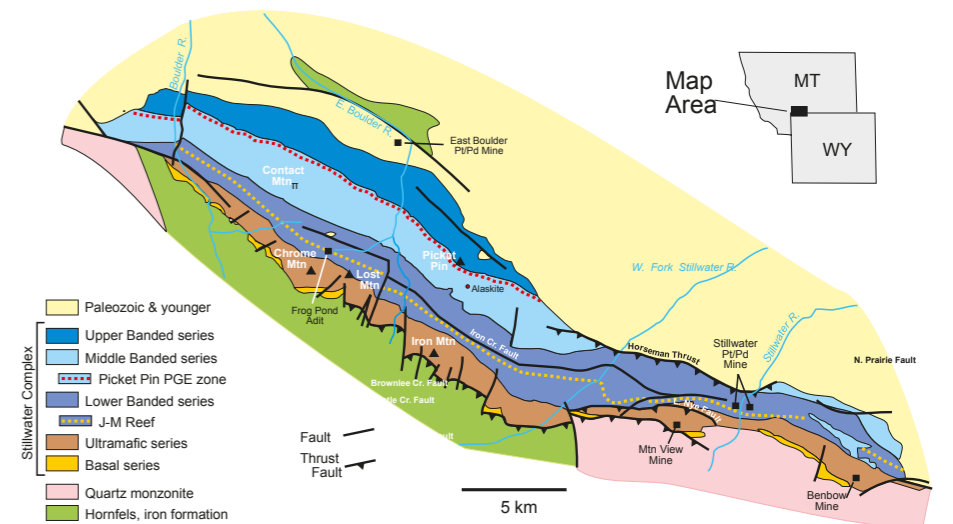 Boulder R.
E. Boulder R.
East Boulder
Pt/Pd Mine
Map
Area
MT
WY
Contact
Mtn
π
Chrome
Mtn
Lost
Mtn
Picket
Pin
Alaskite
W. Fork Stillwater R.
Stillwater R.
Frog Pond
Adit
Iron Mtn
Iron Cr. Fault
Horseman Thrust
Stillwater
Pt/Pd
Mine
N. Prairie Fault
Brownlee Cr. Fault
Cr. Fault
Fault
Mtn View
Mine
Benbow
Mine
Stillwater Complex
Paleozoic & younger
Upper Banded series
Middle Banded series
Picket Pin PGE zone
Lower Banded series
J-M Reef
Ultramafic series
Basal series
Quartz monzonite
Hornfels, iron formation
Fault
Thrust
Fault
5 km